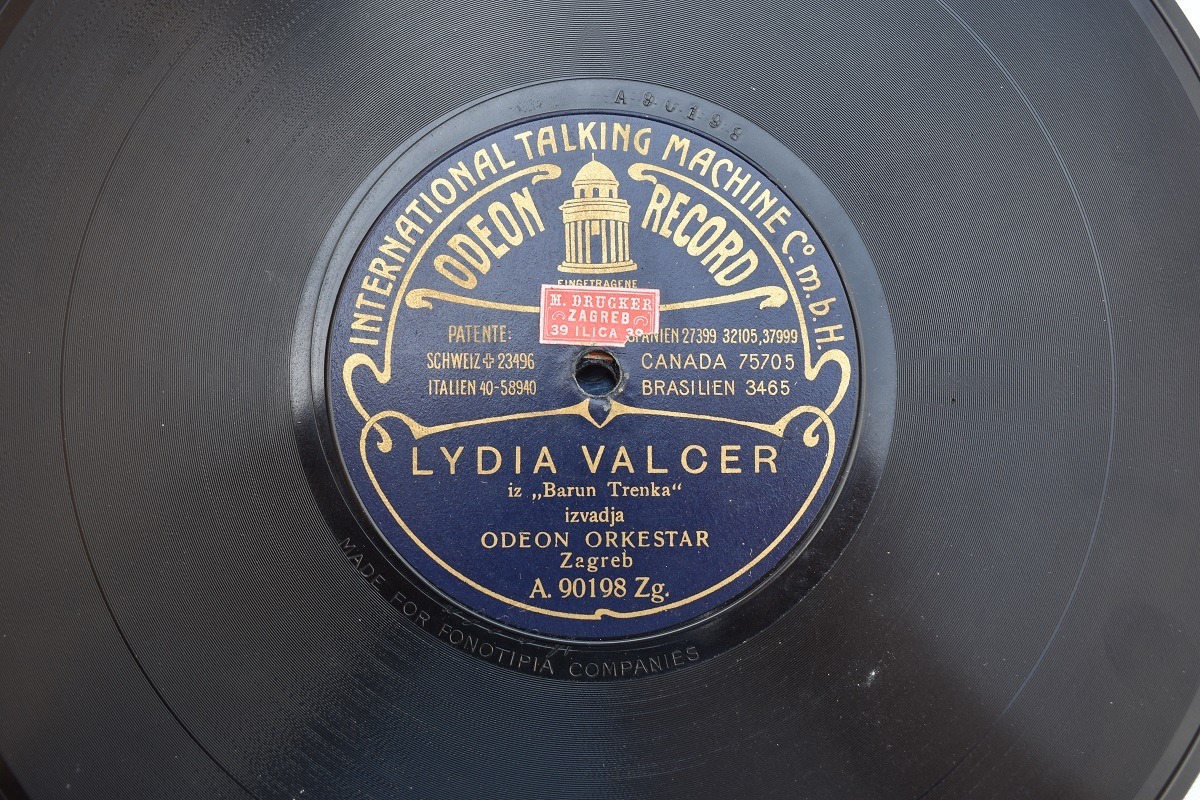 A 90198
INTERNATIONAL TALKING MACHINE Co. m.b.H.
ODEON RECORD
EINGETRAGENE
M. DRUCKER
ZAGREB
39 ILICA 39
PATENTE:
SCHWEIZ 23496
ITALIEN 40-58940
SPANIEN 27399 32105,37999
CANADA 75705
BRASILIEN 3465
LYDIA VALCER
iz „Barun Trenka“
izvadja
ODEON ORKESTAR
Zagreb
A. 90198 Zg.
MADE FOR FONOTIPIA COMPANIES